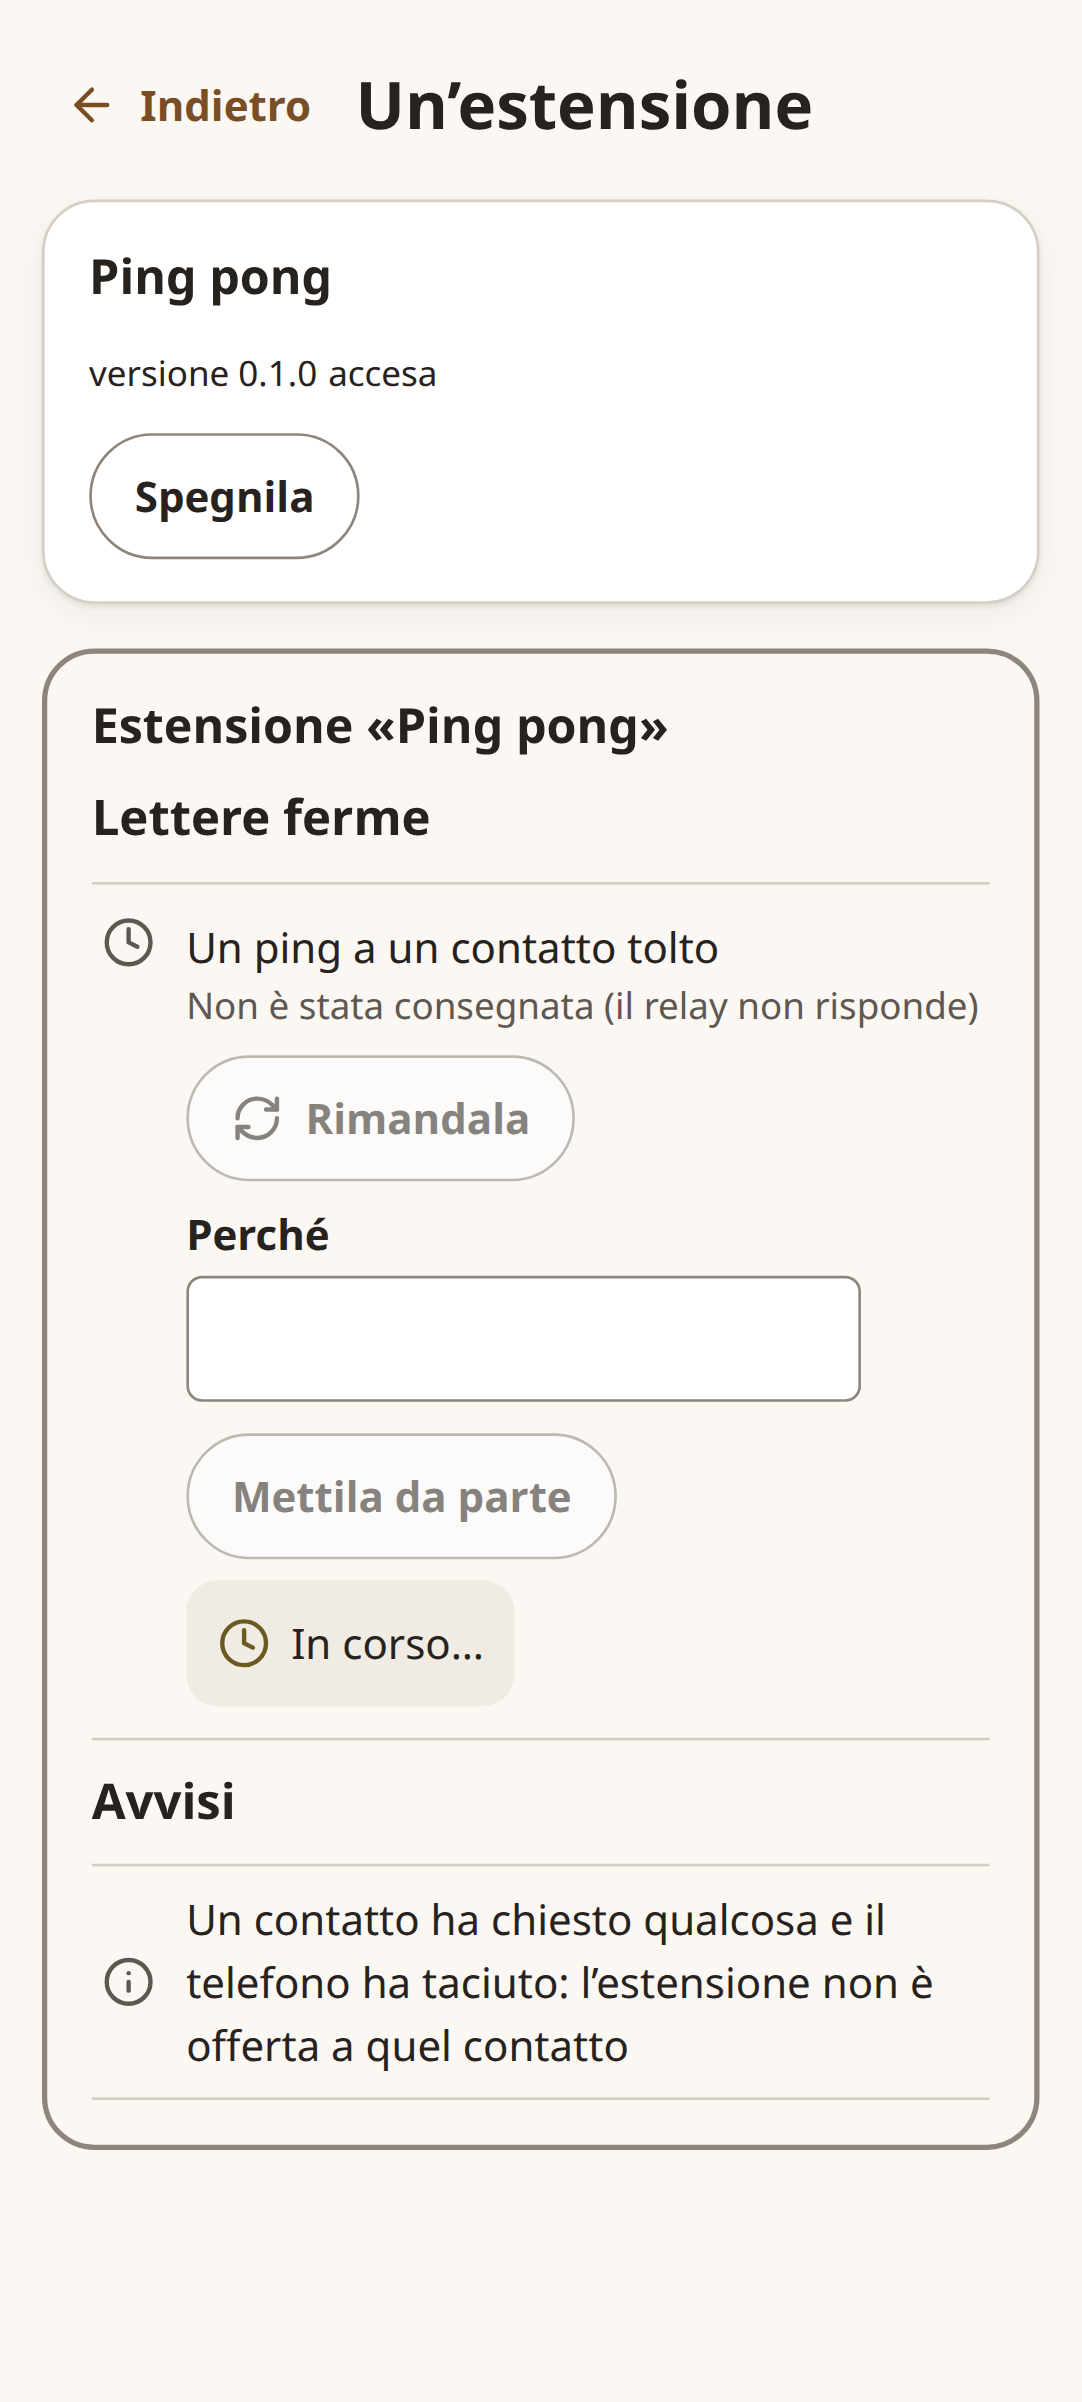 Indietro
Un’estensione
Ping pong
versione 0.1.0 accesa
Spegnila
Estensione «Ping pong»
Lettere ferme
Un ping a un contatto tolto
Non è stata consegnata (il relay non risponde)
Rimandala
Perché
Mettila da parte
In corso…
Avvisi
Un contatto ha chiesto qualcosa e il
telefono ha taciuto: l’estensione non è
offerta a quel contatto